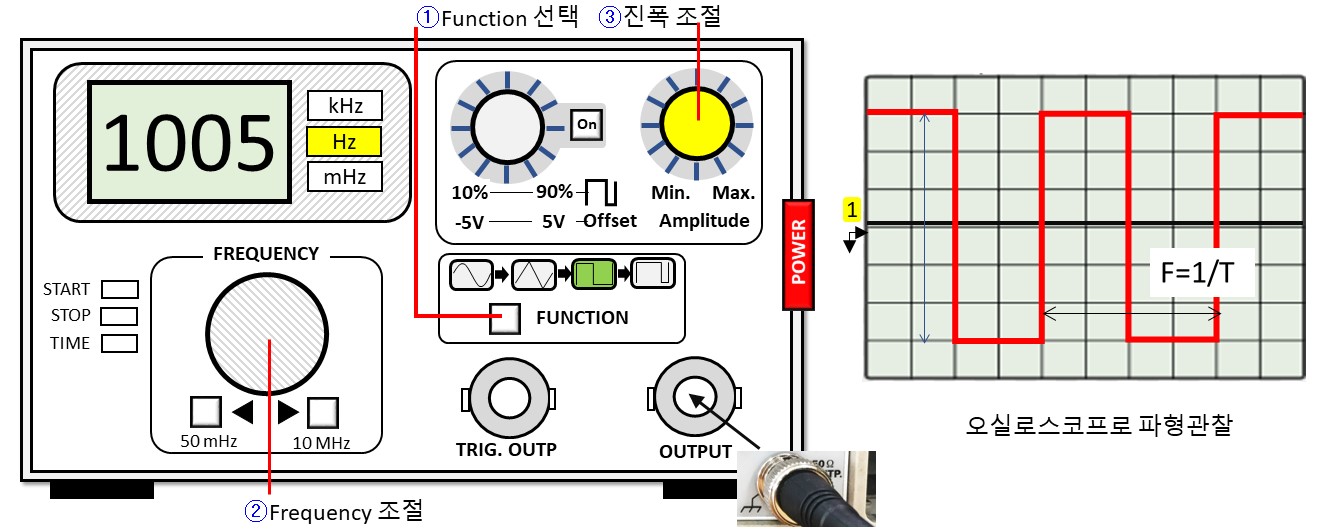 ①Function 선택
③진폭 조절
1005
kHz
Hz
mHz
On
10%
90%
-5V
5V
Offset
Min.
Max.
Amplitude
POWER
FREQUENCY
START
STOP
TIME
50 mHz
10 MHz
FUNCTION
TRIG. OUTP
OUTPUT
50 Ω
TP.
②Frequency 조절
1
F=1/T
오실로스코프로 파형관찰